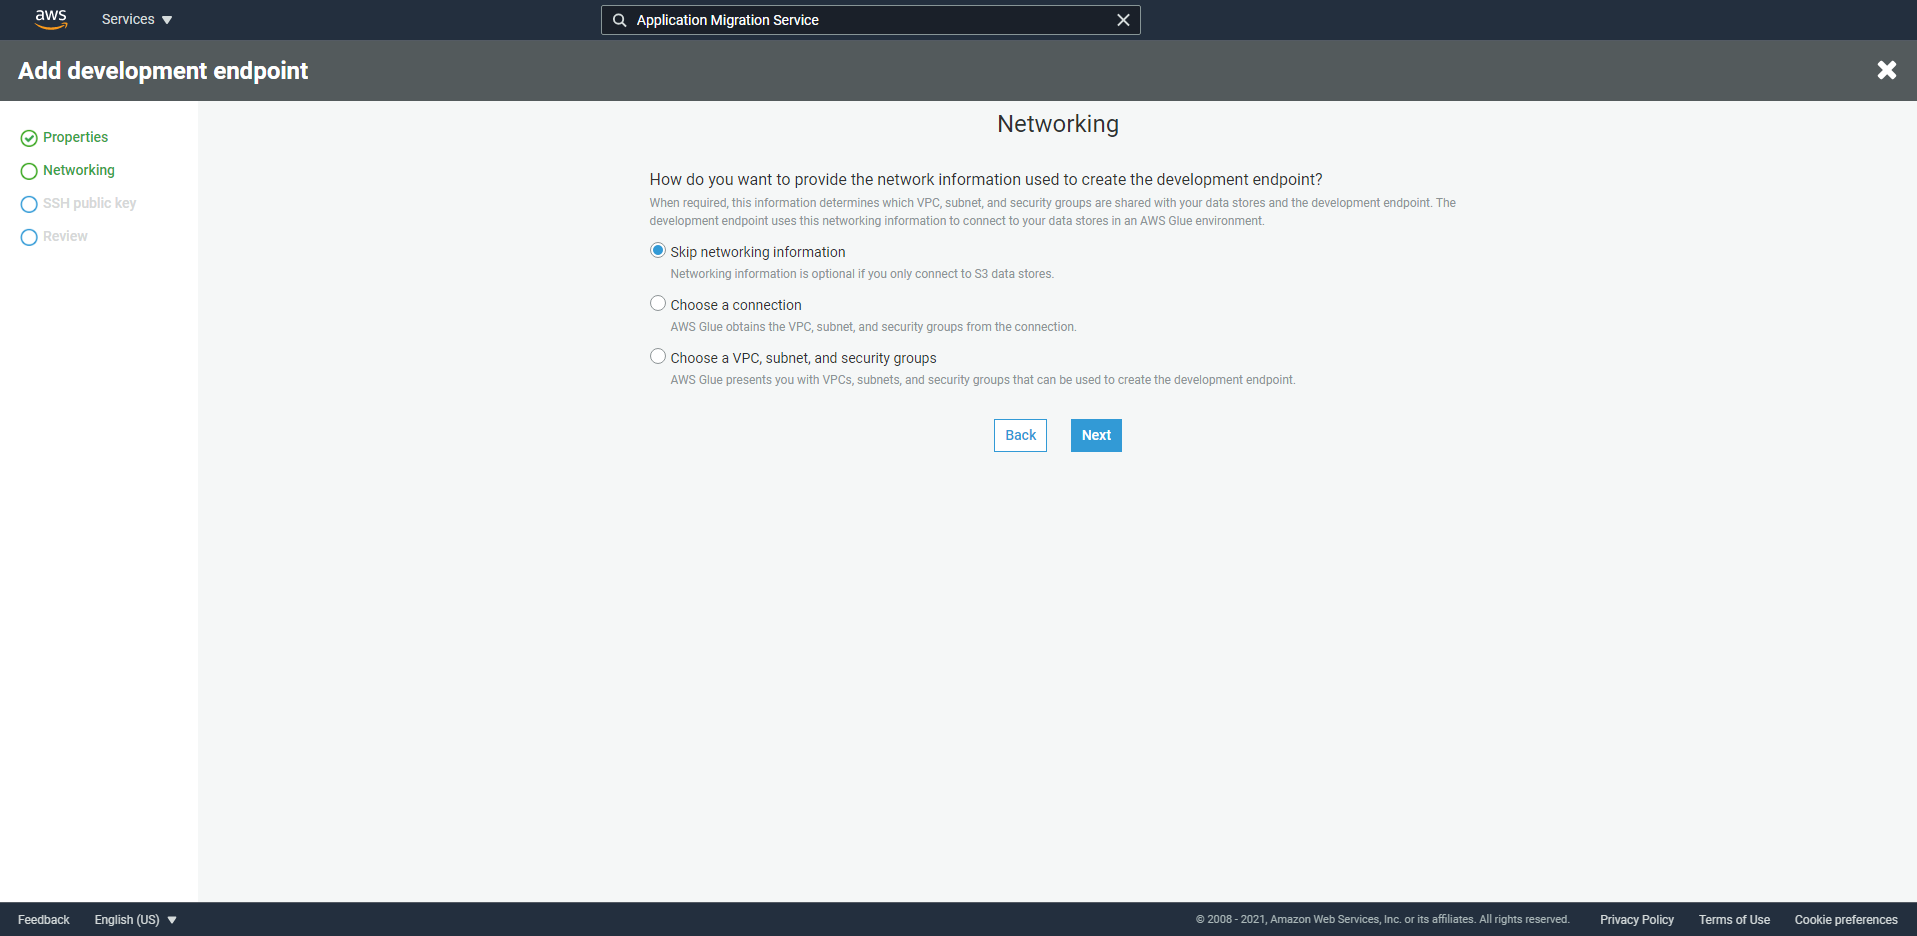 aws
Services
Application Migration Service
Add development endpoint
Properties
Networking
SSH public key
Review
Networking
How do you want to provide the network information used to create the development endpoint?
When required, this information determines which VPC, subnet, and security groups are shared with your data stores and the development endpoint. The
development endpoint uses this networking information to connect to your data stores in an AWS Glue environment.
Skip networking information
Networking information is optional if you only connect to S3 data stores.
Choose a connection
AWS Glue obtains the VPC, subnet, and security groups from the connection.
Choose a VPC, subnet, and security groups
AWS Glue presents you with VPCs, subnets, and security groups that can be used to create the development endpoint.
Back
Next
Feedback
English (US)
© 2008 - 2021, Amazon Web Services, Inc. or its affiliates. All rights reserved.
Privacy Policy
Terms of Use
Cookie preferences